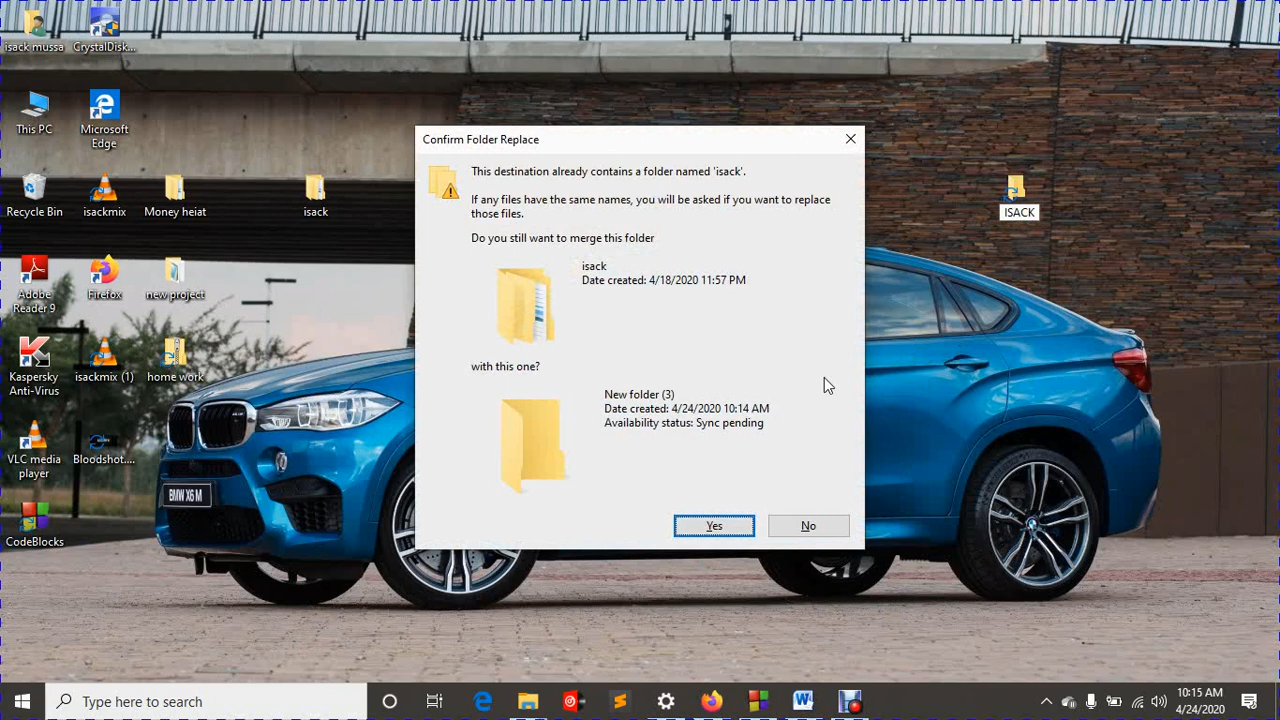 isack mussa
CrystalDisk...
This PC
Microsoft
Edge
Recycle Bin
isackmix
Money heiat
isack
ISACK
Adobe
Reader 9
Firefox
new project
Kaspersky
Anti-Virus
isackmix (1)
home work
VLC media
player
Bloodshot....
CodeBlocks
BMW X6 M
Confirm Folder Replace
This destination already contains a folder named 'isack'.
If any files have the same names, you will be asked if you want to replace
those files.
Do you still want to merge this folder
isack
Date created: 4/18/2020 11:57 PM
with this one?
New folder (3)
Date created: 4/24/2020 10:14 AM
Availability status: Sync pending
Yes
No
Type here to search
10:15 AM
4/24/2020